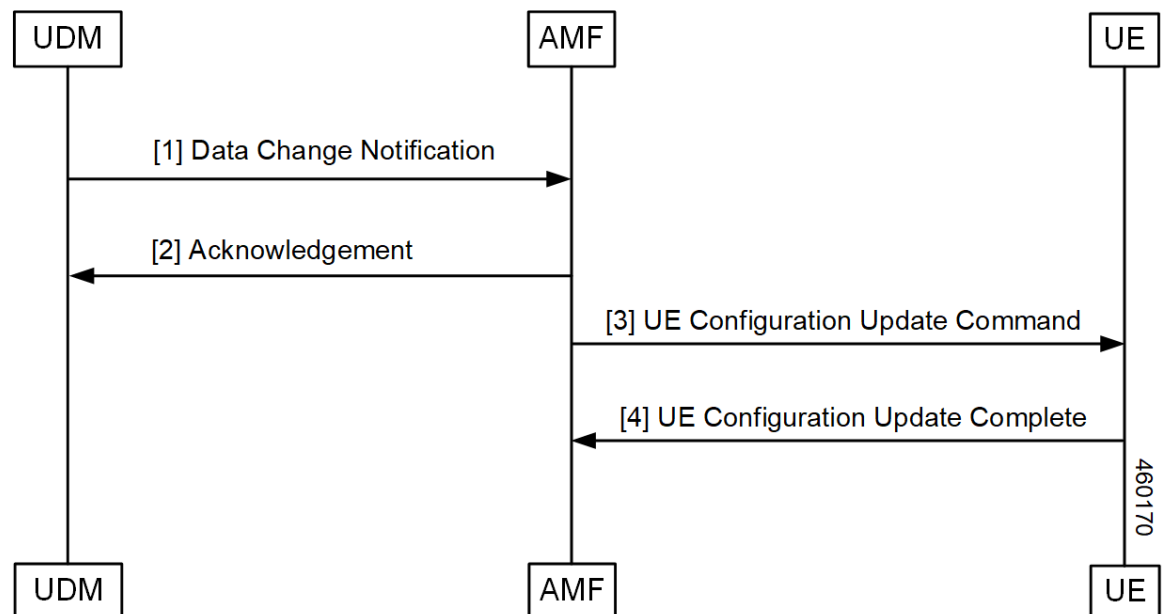 UDM
AMF
UE
[1] Data Change Notification
[2] Acknowledgement
[3] UE Configuration Update Command
[4] UE Configuration Update Complete
460170
UDM
AMF
UE